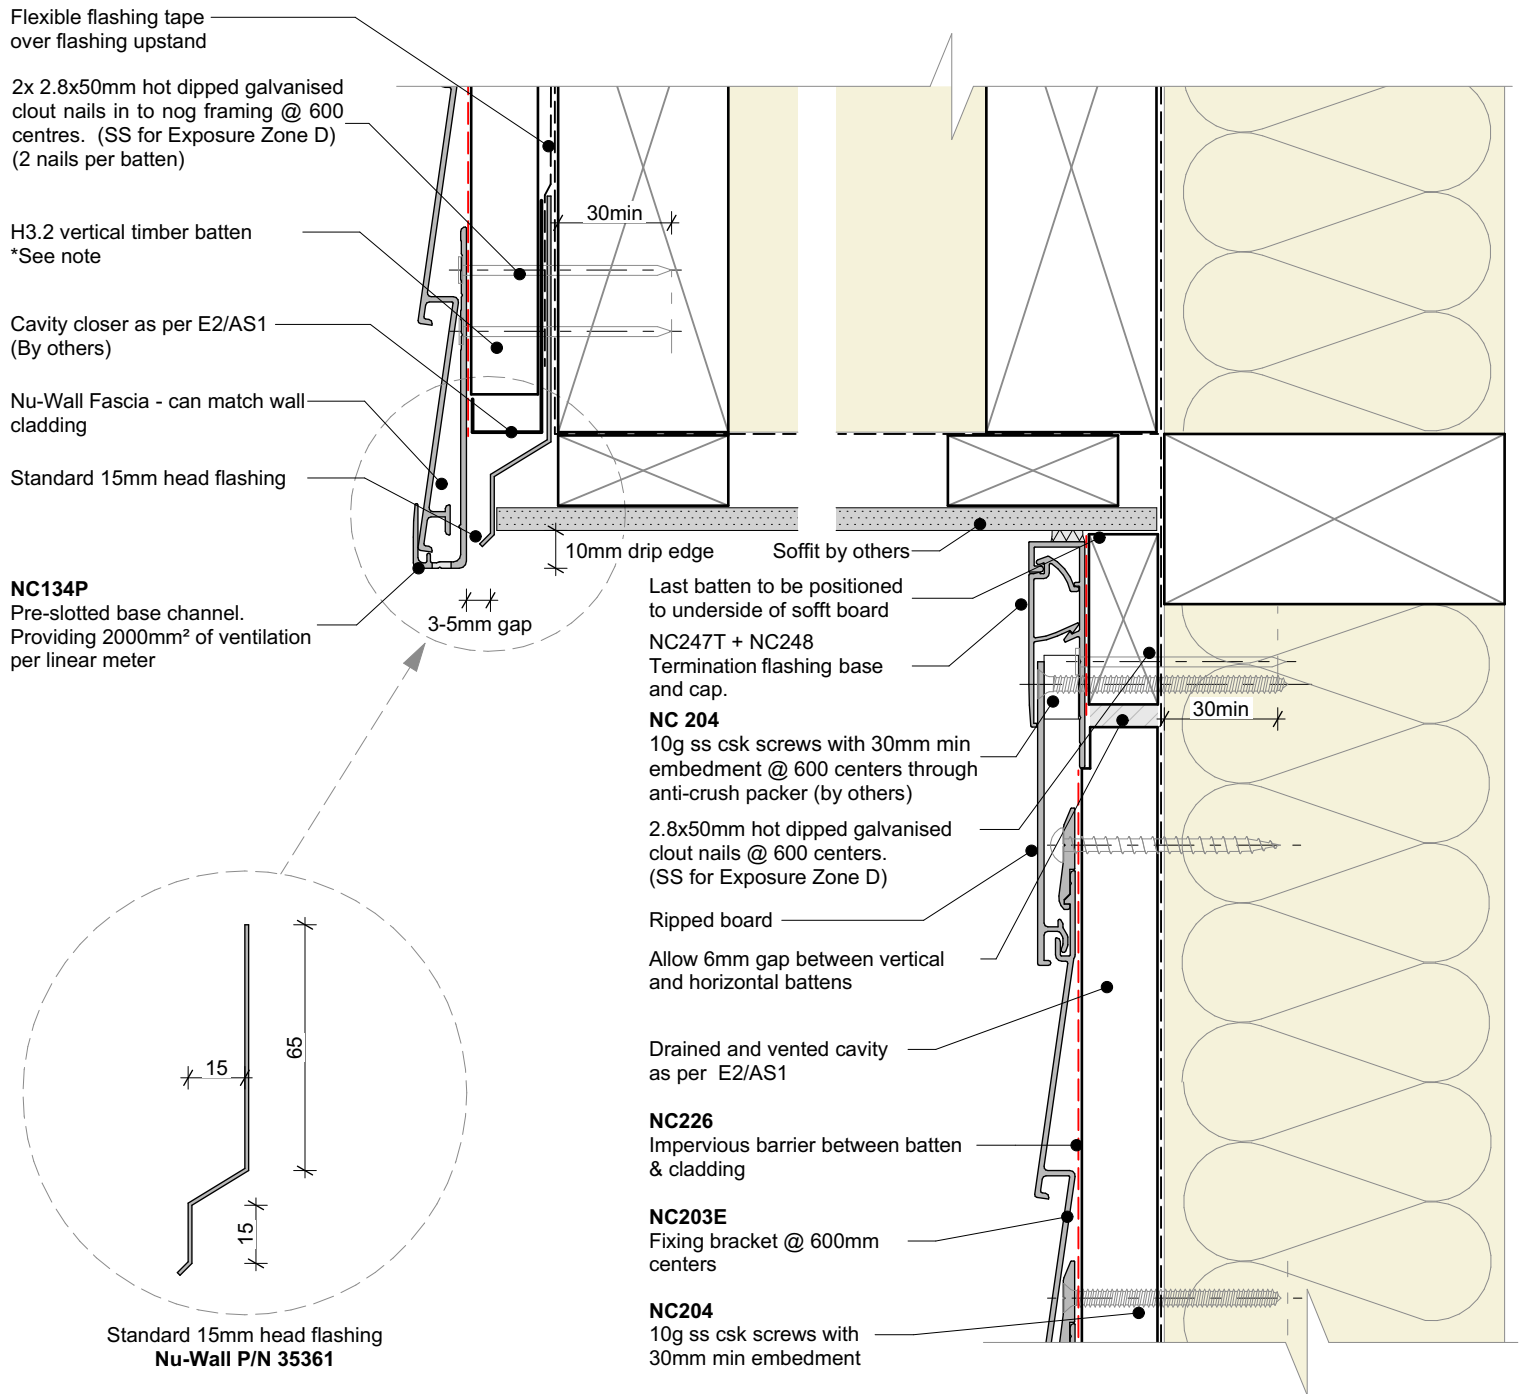 Flexible flashing tape
over flashing upstand
2x 2.8x50mm hot dipped galvanised
clout nails in to nog framing @ 600
centres. (SS for Exposure Zone D)
(2 nails per batten)
H3.2 vertical timber batten
*See note
Cavity closer as per E2/AS1
(By others)
Nu-Wall Fascia - can match wall
cladding
Standard 15mm head flashing
NC134P
Pre-slotted base channel.
Providing 2000mm² of ventilation
per linear meter
30min
10mm drip edge
3-5mm gap
Soffit by others
Last batten to be positioned
to underside of sofft board
NC247T + NC248
Termination flashing base
and cap.
NC 204
10g ss csk screws with 30mm min
embedment @ 600 centers through
anti-crush packer (by others)
2.8x50mm hot dipped galvanised
clout nails @ 600 centers.
(SS for Exposure Zone D)
Ripped board
Allow 6mm gap between vertical
and horizontal battens
Drained and vented cavity
as per E2/AS1
NC226
Impervious barrier between batten
& cladding
NC203E
Fixing bracket @ 600mm
centers
NC204
10g ss csk screws with
30mm min embedment
30min
15
65
15
Standard 15mm head flashing
Nu-Wall P/N 35361